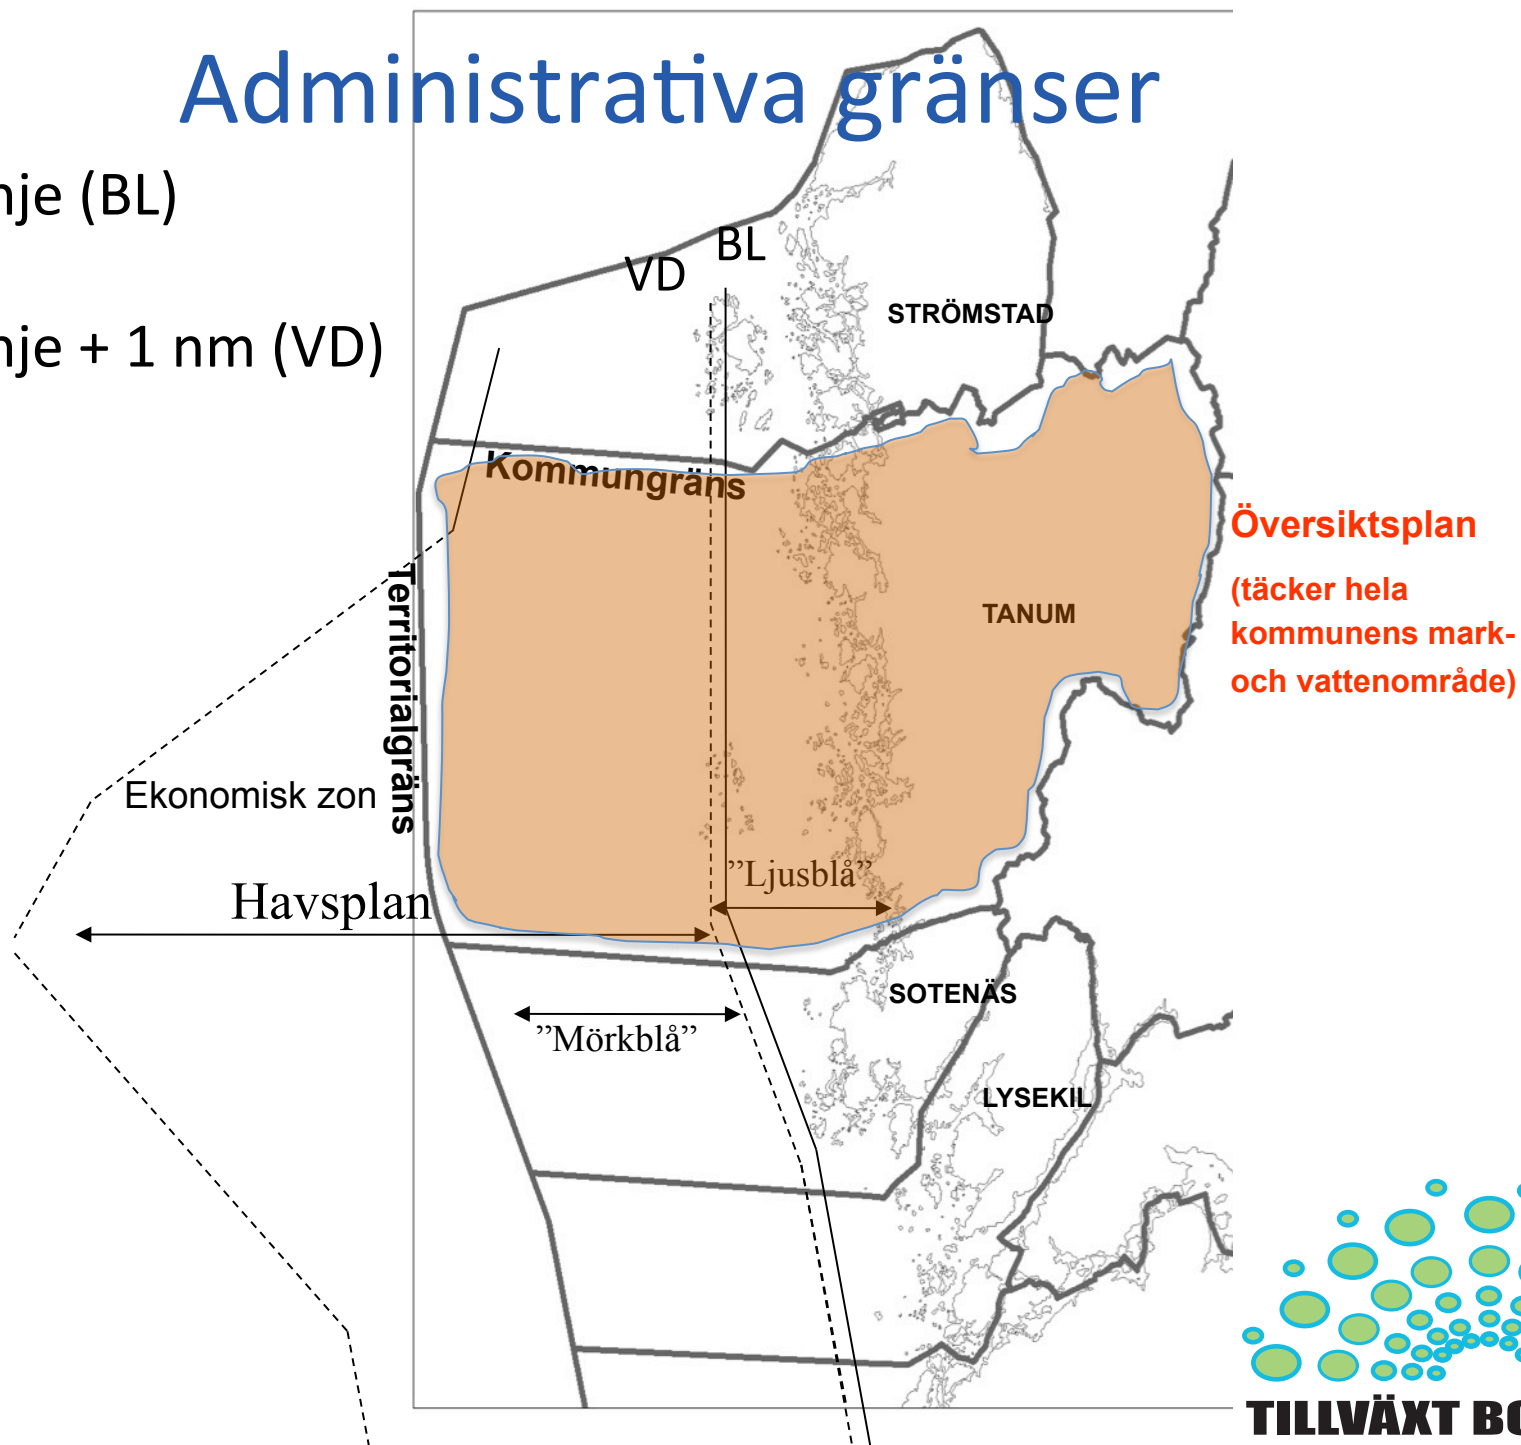 Administrativa gränser
nje (BL)
BL
VD
nje + 1 nm (VD)
STRÖMSTAD
Kommungräns
Översiktsplan
(täcker hela
kommunens mark-
och vattenområde)
TANUM
Territorialgräns
Ekonomisk zon
”Ljusblå”
Havsplan
SOTENÄS
”Mörkblå”
LYSEKIL
TILLVÄXT BO